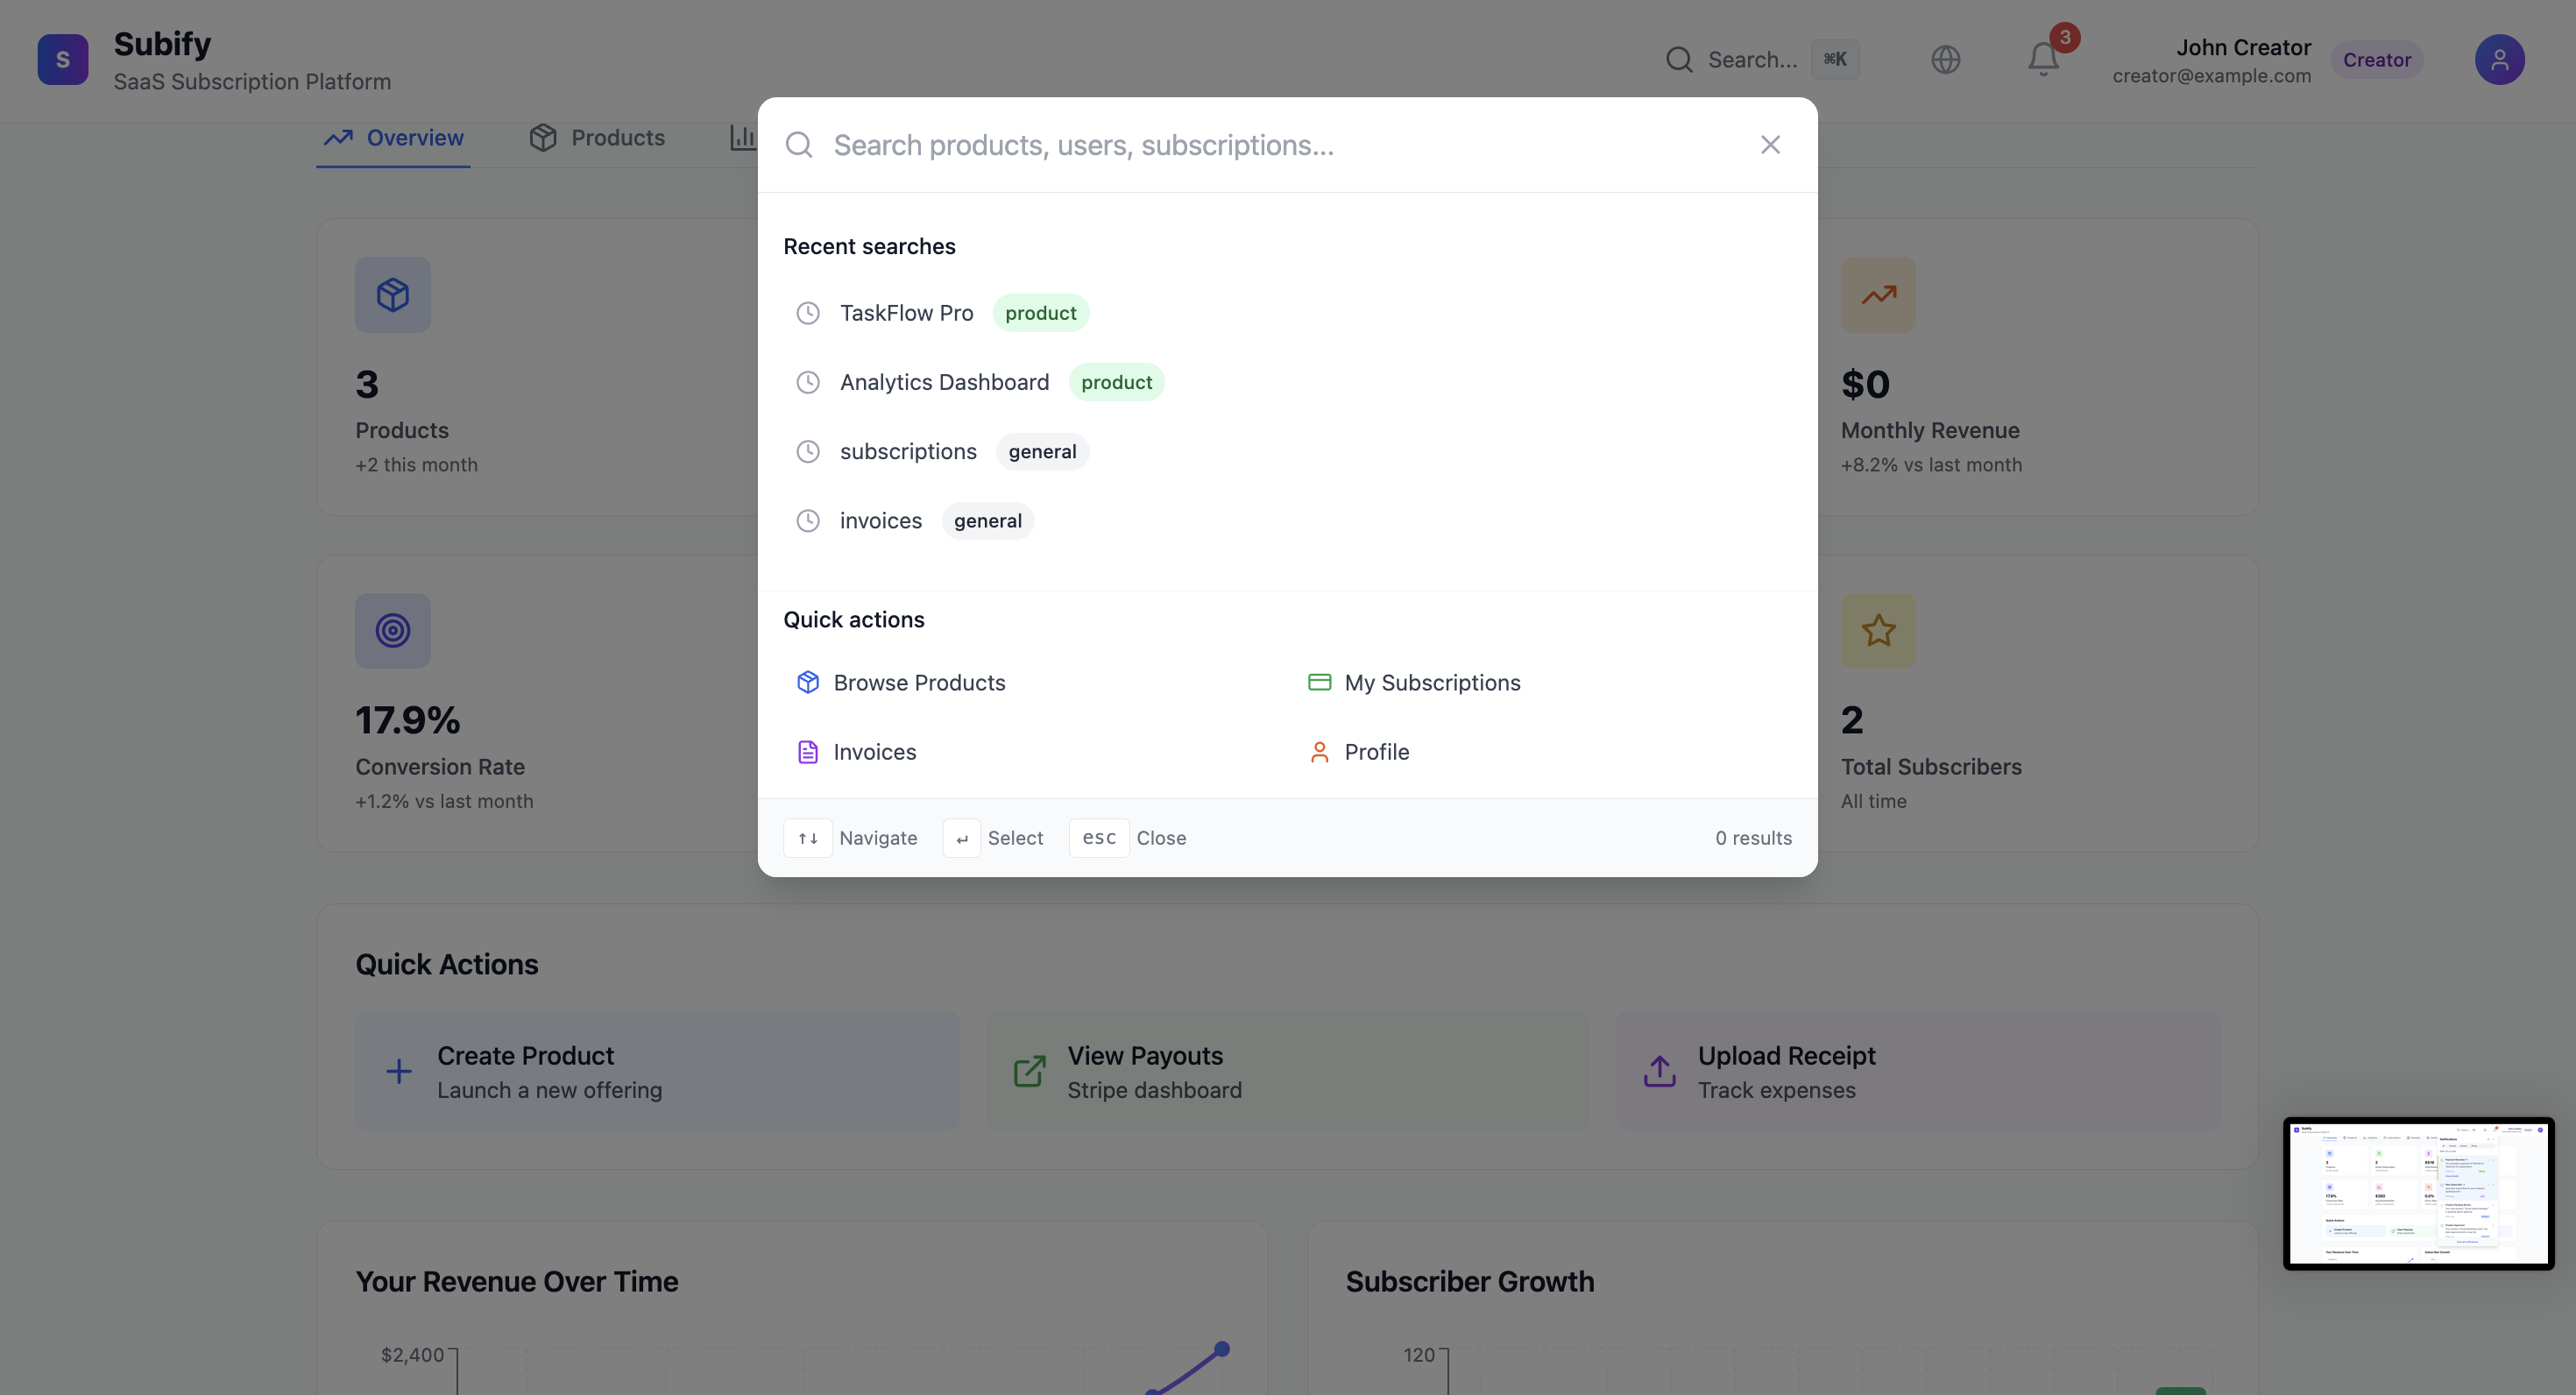 S
Subify
SaaS Subscription Platform
Search...
⌘K
3
John Creator
creator@example.com
Creator
Overview
Products
Search products, users, subscriptions...
Recent searches
TaskFlow Pro product
Analytics Dashboard product
subscriptions general
invoices general
Quick actions
Browse Products
My Subscriptions
Invoices
Profile
↑↓ Navigate
↵ Select
esc Close
0 results
3
Products
+2 this month
$0
Monthly Revenue
+8.2% vs last month
17.9%
Conversion Rate
+1.2% vs last month
2
Total Subscribers
All time
Quick Actions
Create Product
Launch a new offering
View Payouts
Stripe dashboard
Upload Receipt
Track expenses
Your Revenue Over Time
$2,400
Subscriber Growth
120